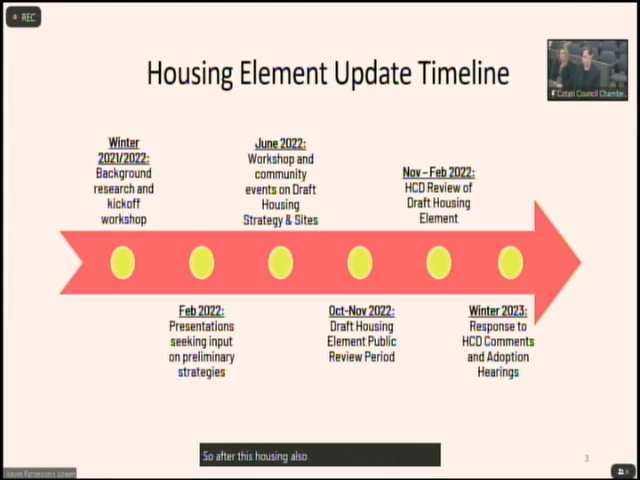 REC
Housing Element Update Timeline
Cotati Council Chambe...
Winter
2021/2022:
Background
research and
kickoff
workshop
June 2022:
Workshop and
community
events on Draft
Housing
Strategy & Sites
Nov – Feb 2022:
HCD Review of
Draft Housing
Element
Feb 2022:
Presentations
seeking input
on preliminary
strategies
Oct-Nov 2022:
Draft Housing
Element Public
Review Period
Winter 2023:
Response to
HCD Comments
and Adoption
Hearings
So after this housing also
3
screen